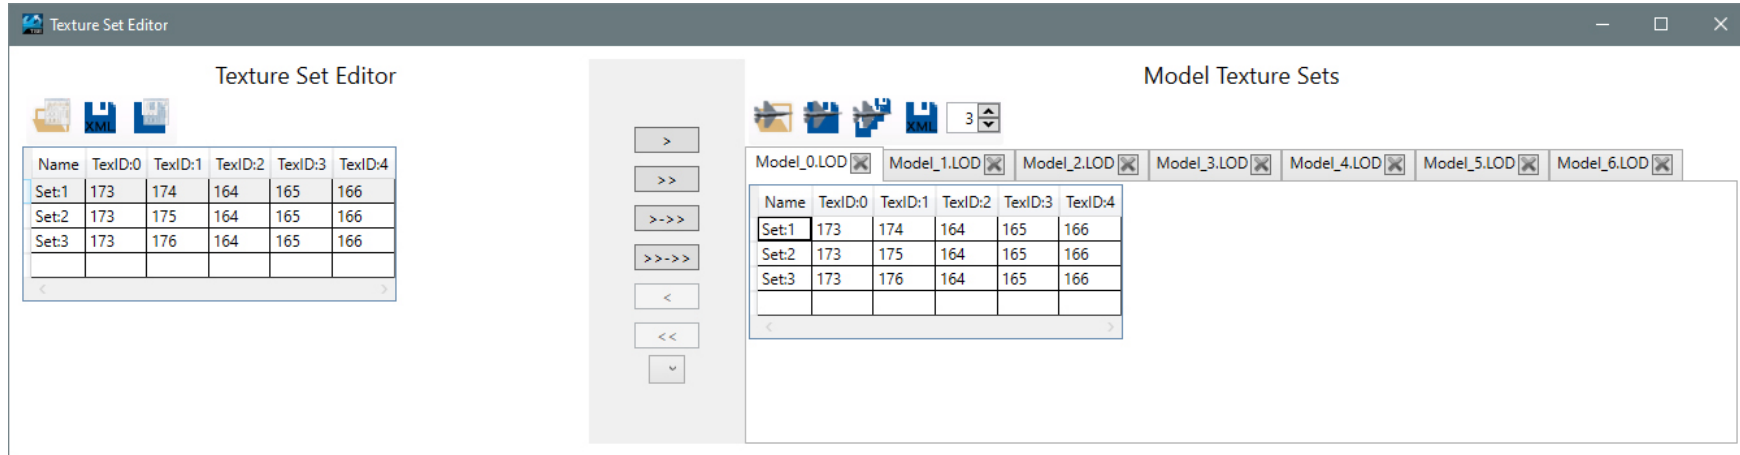 Texture Set Editor
Texture Set Editor
XML
Name TexID:0 TexID:1 TexID:2 TexID:3 TexID:4
Set:1 173 174 164 165 166
Set:2 173 175 164 165 166
Set:3 173 176 164 165 166
>
>>
>->>
>>->>
<
<<
Model Texture Sets
XML 3
Model_0.LOD Model_1.LOD Model_2.LOD Model_3.LOD Model_4.LOD Model_5.LOD Model_6.LOD
Name TexID:0 TexID:1 TexID:2 TexID:3 TexID:4
Set:1 173 174 164 165 166
Set:2 173 175 164 165 166
Set:3 173 176 164 165 166